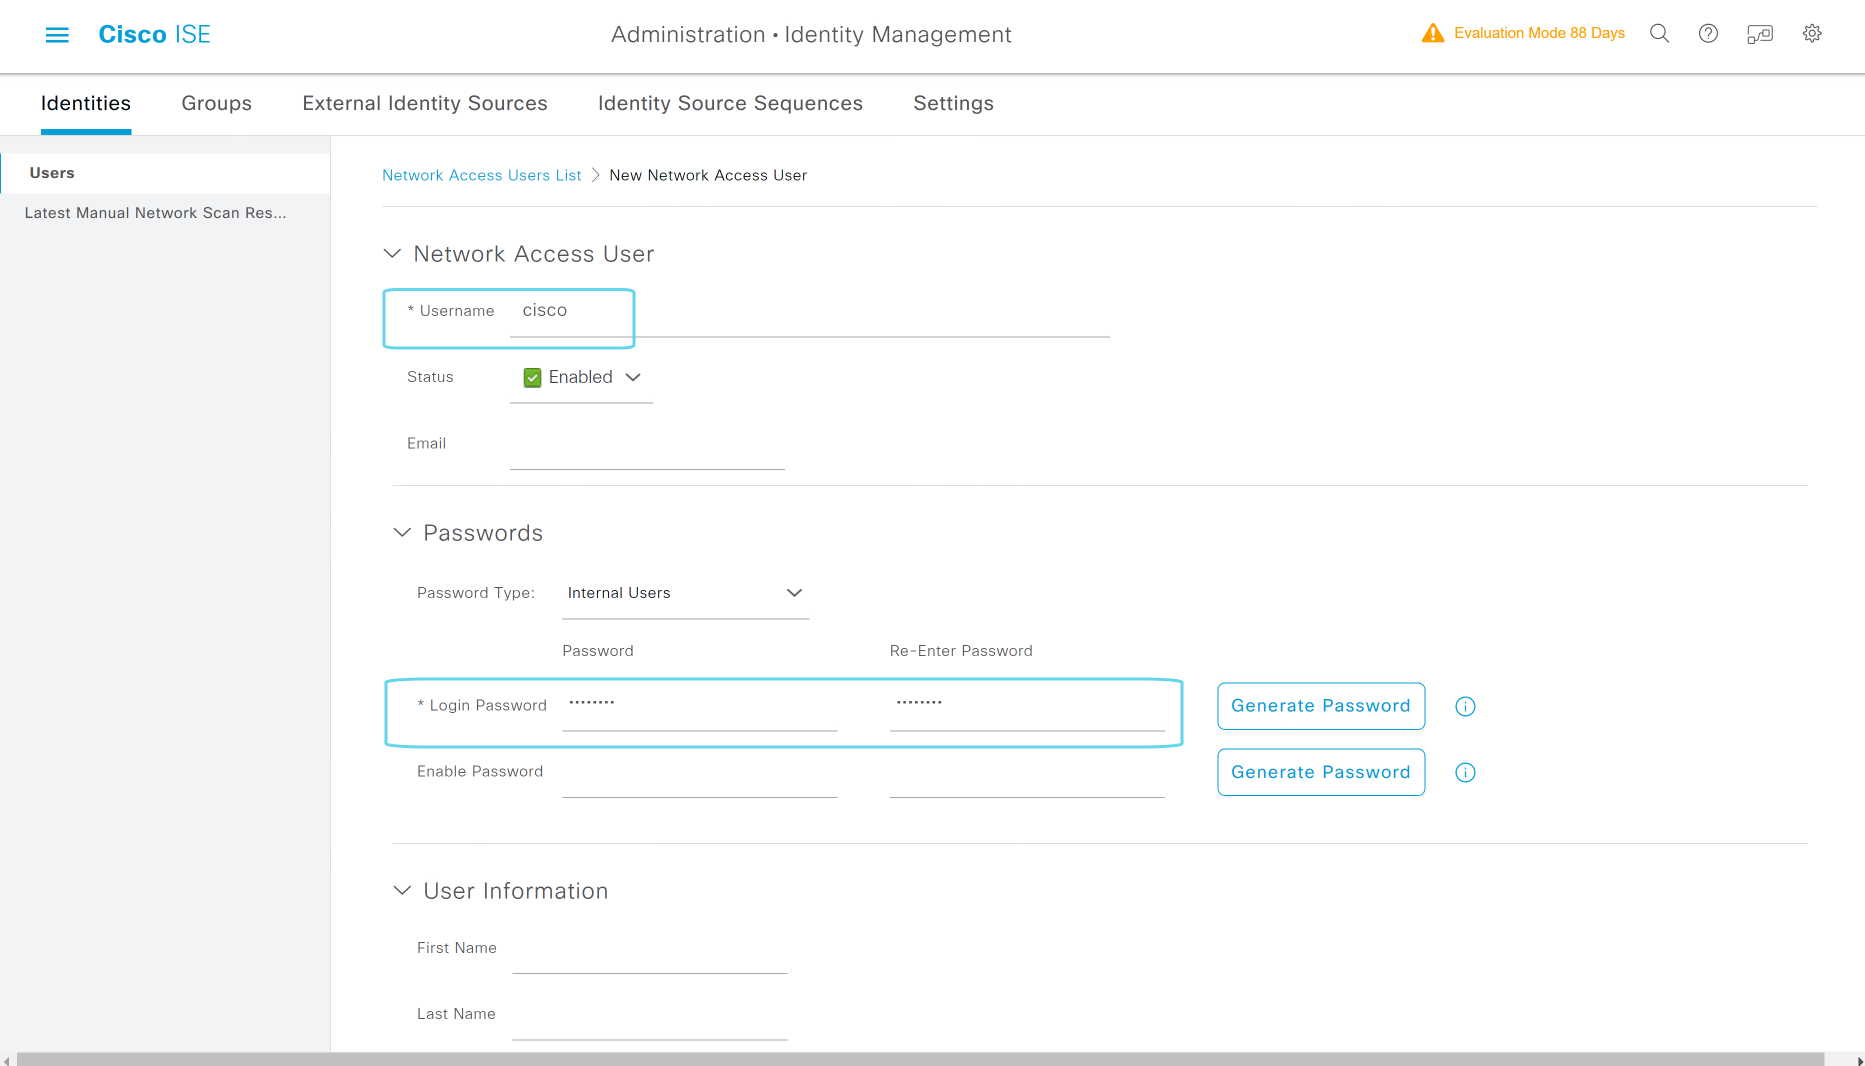 Cisco ISE
Administration • Identity Management
Evaluation Mode 88 Days
Identities
Groups
External Identity Sources
Identity Source Sequences
Settings
Users
Latest Manual Network Scan Res...
Network Access Users List
New Network Access User
Network Access User
* Username cisco
Status Enabled
Email
Passwords
Password Type: Internal Users
Password Re-Enter Password
* Login Password •••••••• •••••••• Generate Password
Enable Password Generate Password
User Information
First Name
Last Name